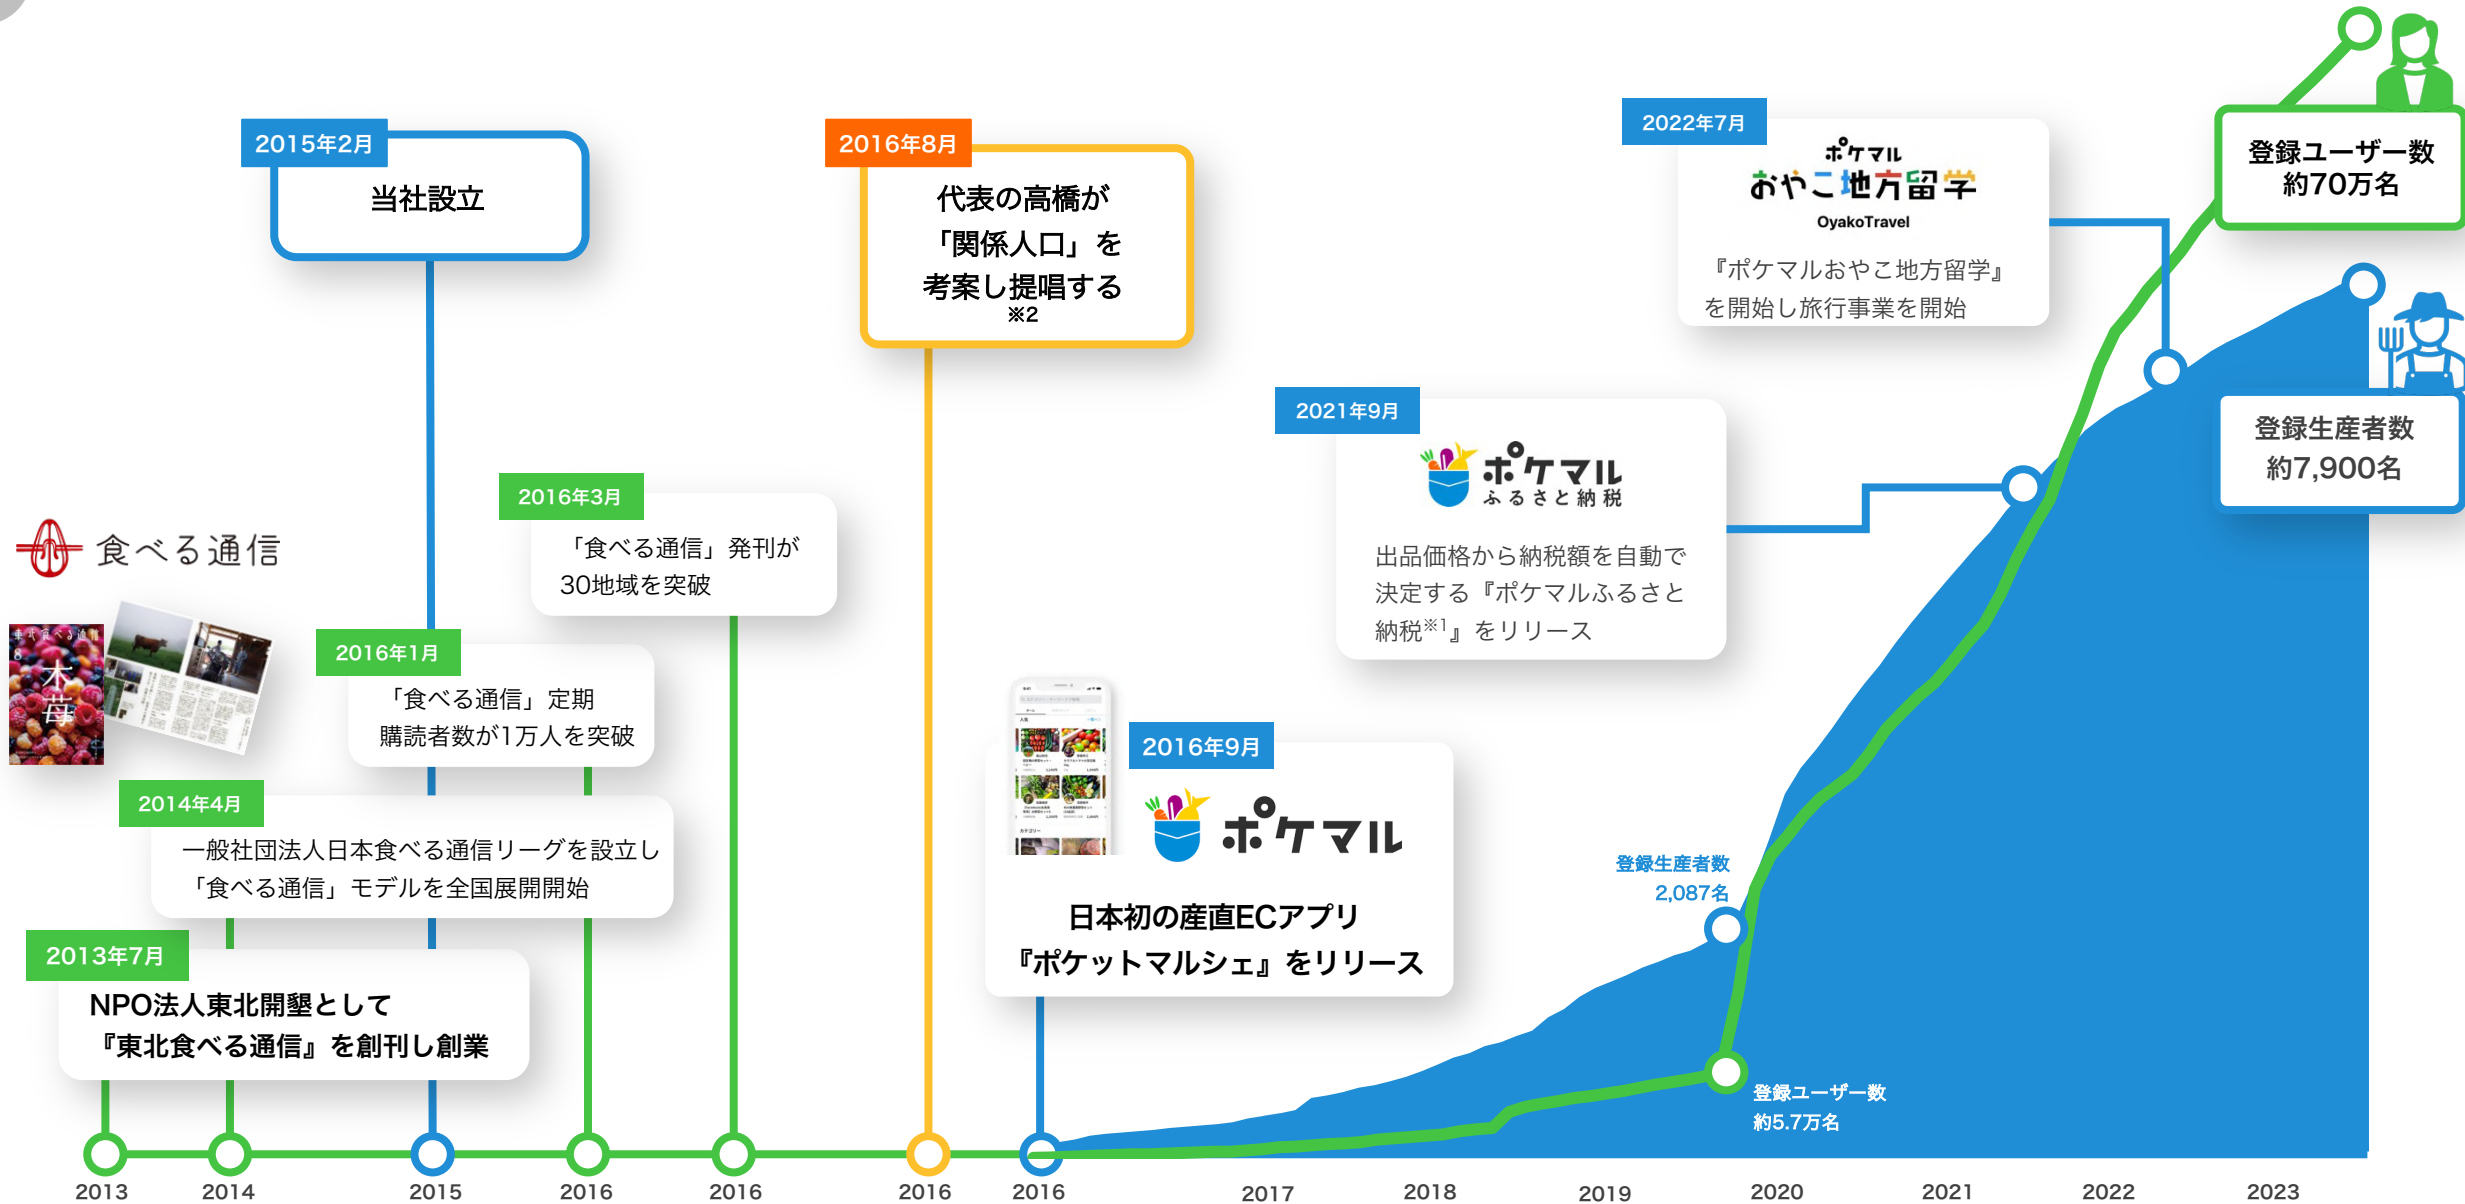 2015年2月
当社設立
2016年8月
代表の高橋が
「関係人口」を
考案し提唱する
※2
2022年7月
ポケマル
おやこ地方留学
OyakoTravel
『ポケマルおやこ地方留学』
を開始し旅行事業を開始
登録ユーザー数
約70万名
2021年9月
ポケマル
ふるさと納税
出品価格から納税額を自動で
決定する『ポケマルふるさと
納税※1』をリリース
登録生産者数
約7,900名
食べる通信
東北食べる通信
8
木苺
2016年3月
「食べる通信」発刊が
30地域を突破
2016年1月
「食べる通信」定期
購読者数が1万人を突破
2014年4月
一般社団法人日本食べる通信リーグを設立し
「食べる通信」モデルを全国展開開始
2013年7月
NPO法人東北開墾として
『東北食べる通信』を創刊し創業
2016年9月
ポケマル
日本初の産直ECアプリ
『ポケットマルシェ』をリリース
人気
カテゴリー
登録生産者数
2,087名
登録ユーザー数
約5.7万名
2013
2014
2015
2016
2016
2016
2016
2017
2018
2019
2020
2021
2022
2023